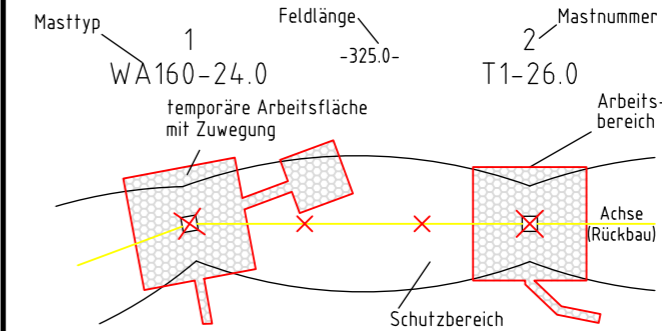 Masttyp
Feldlänge
Mastnummer
1
-325.0-
2
WA160-24.0
T1-26.0
temporäre Arbeitsfläche
mit Zuwegung
Arbeits-
bereich
Achse
(Rückbau)
Schutzbereich